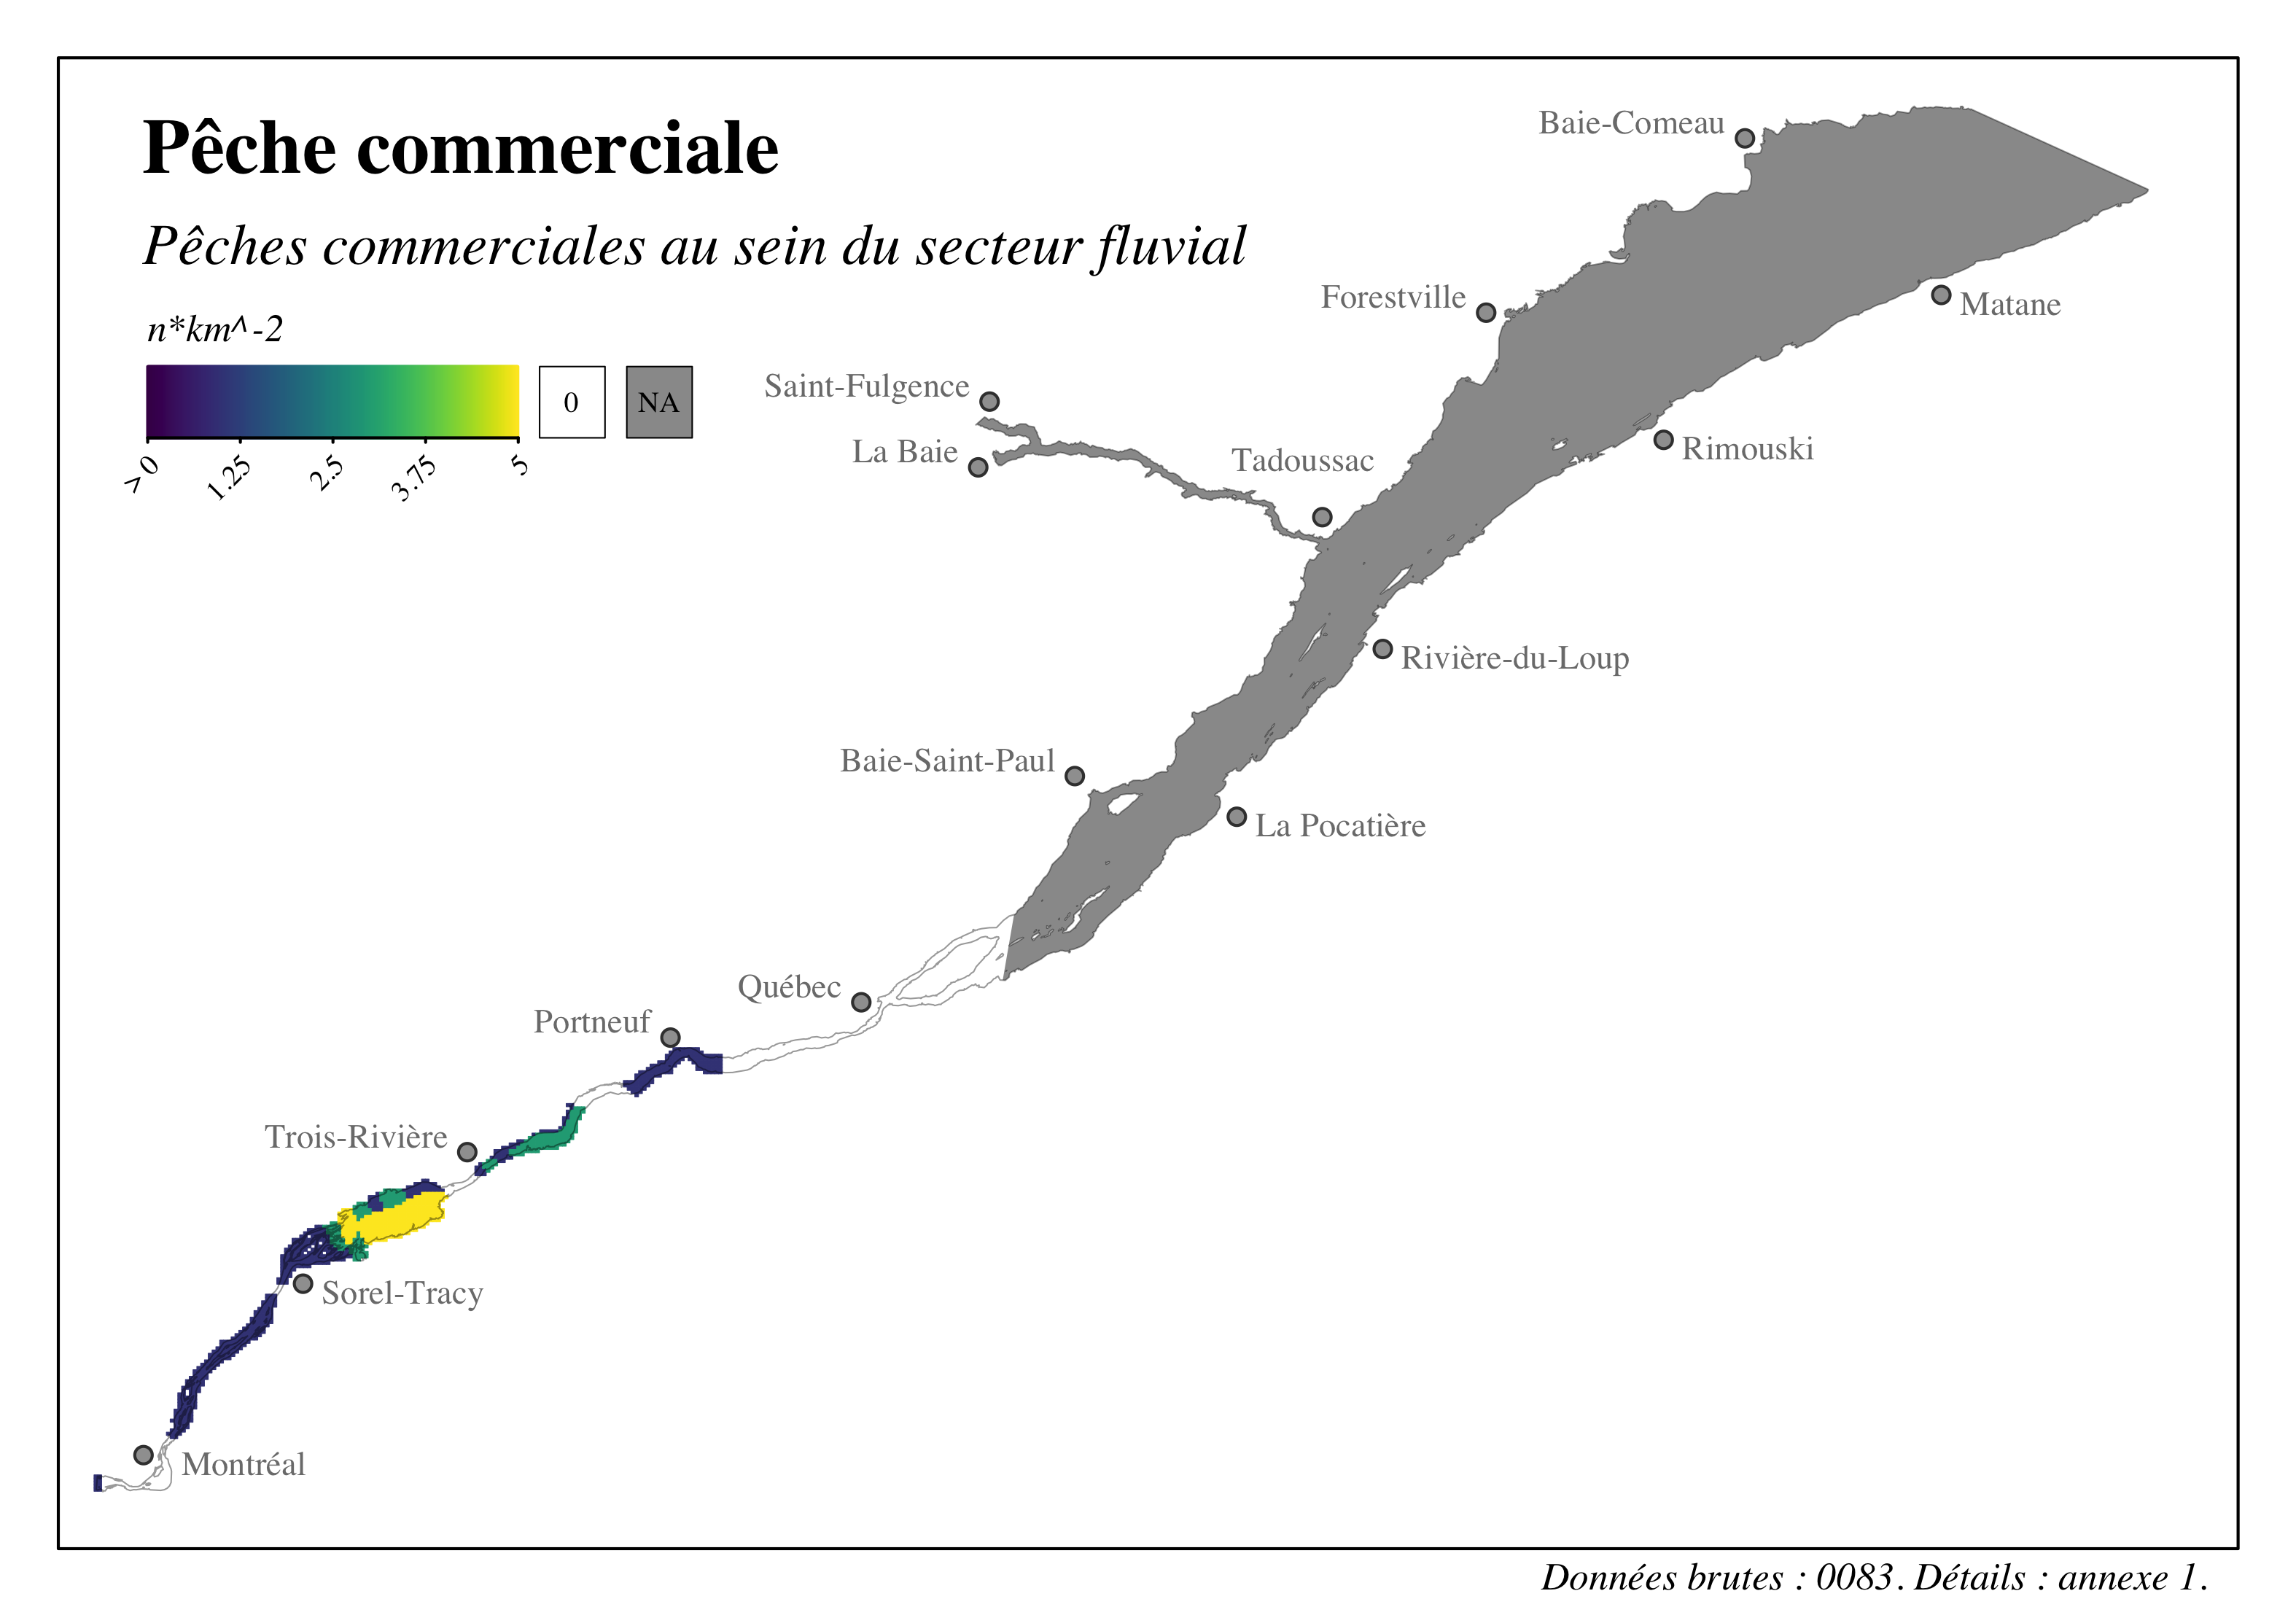 Pêche commerciale
Pêches commerciales au sein du secteur fluvial
n*km^-2
0
NA
> 0
1.25
2.5
3.75
5
Baie-Comeau
Forestville
Matane
Saint-Fulgence
La Baie
Tadoussac
Rimouski
Rivière-du-Loup
Baie-Saint-Paul
La Pocatière
Québec
Portneuf
Trois-Rivière
Sorel-Tracy
Montréal
Données brutes : 0083. Détails : annexe 1.